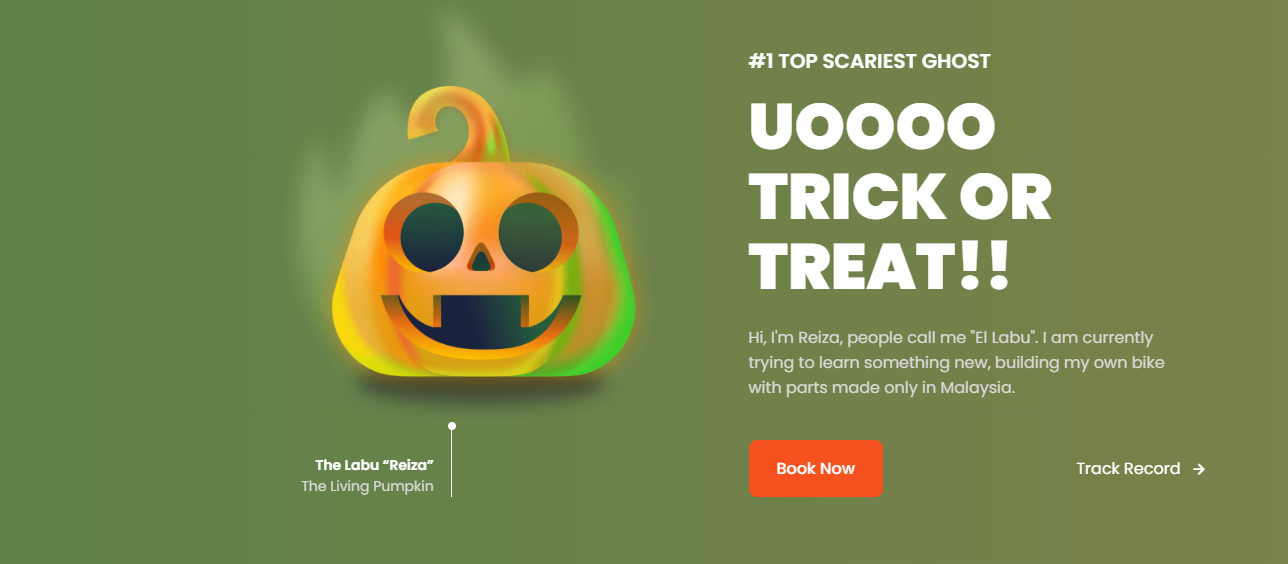 #1 TOP SCARIEST GHOST
UOOOO
TRICK OR
TREAT!!
Hi, I'm Reiza, people call me "El Labu". I am currently
trying to learn something new, building my own bike
with parts made only in Malaysia.
Book Now
Track Record →
The Labu “Reiza”
The Living Pumpkin